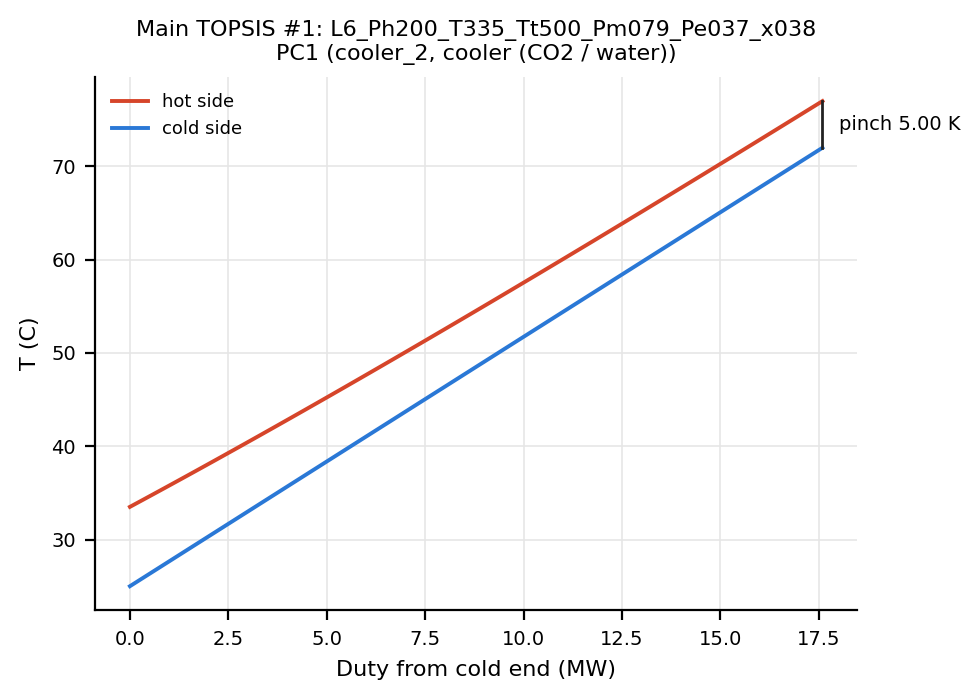 Main TOPSIS #1: L6_Ph200_T335_Tt500_Pm079_Pe037_x038
PC1 (cooler_2, cooler (CO2 / water))
hot side
cold side
pinch 5.00 K
70
60
50
40
30
T (C)
0.0
2.5
5.0
7.5
10.0
12.5
15.0
17.5
Duty from cold end (MW)